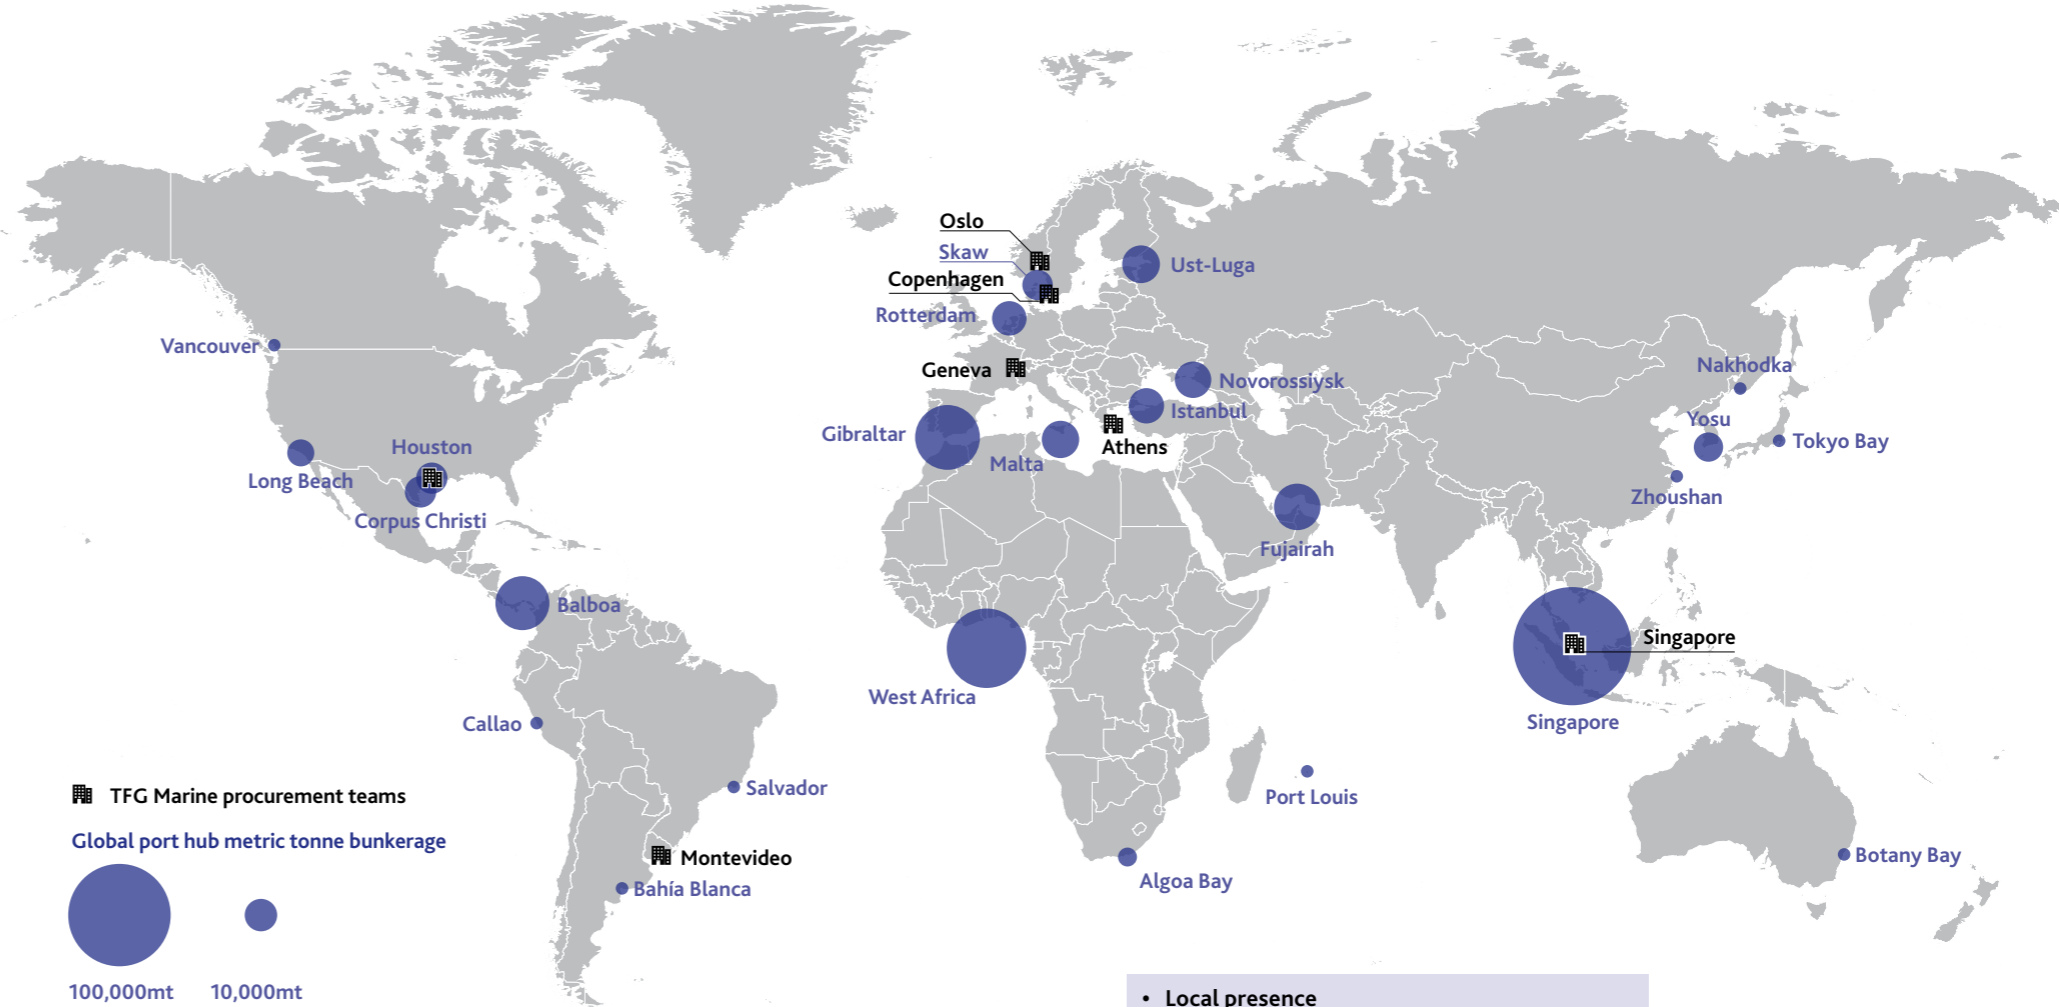 Oslo
Skaw
Copenhagen
Ust-Luga
Rotterdam
Vancouver
Geneva
Novorossiysk
Nakhodka
Istanbul
Yosu
Gibraltar
Tokyo Bay
Houston
Athens
Malta
Long Beach
Zhoushan
Corpus Christi
Fujairah
Balboa
Singapore
West Africa
Singapore
Callao
Salvador
Port Louis
TFG Marine procurement teams
Global port hub metric tonne bunkerage
Montevideo
Botany Bay
Algoa Bay
Bahía Blanca
100,000mt 10,000mt
• Local presence